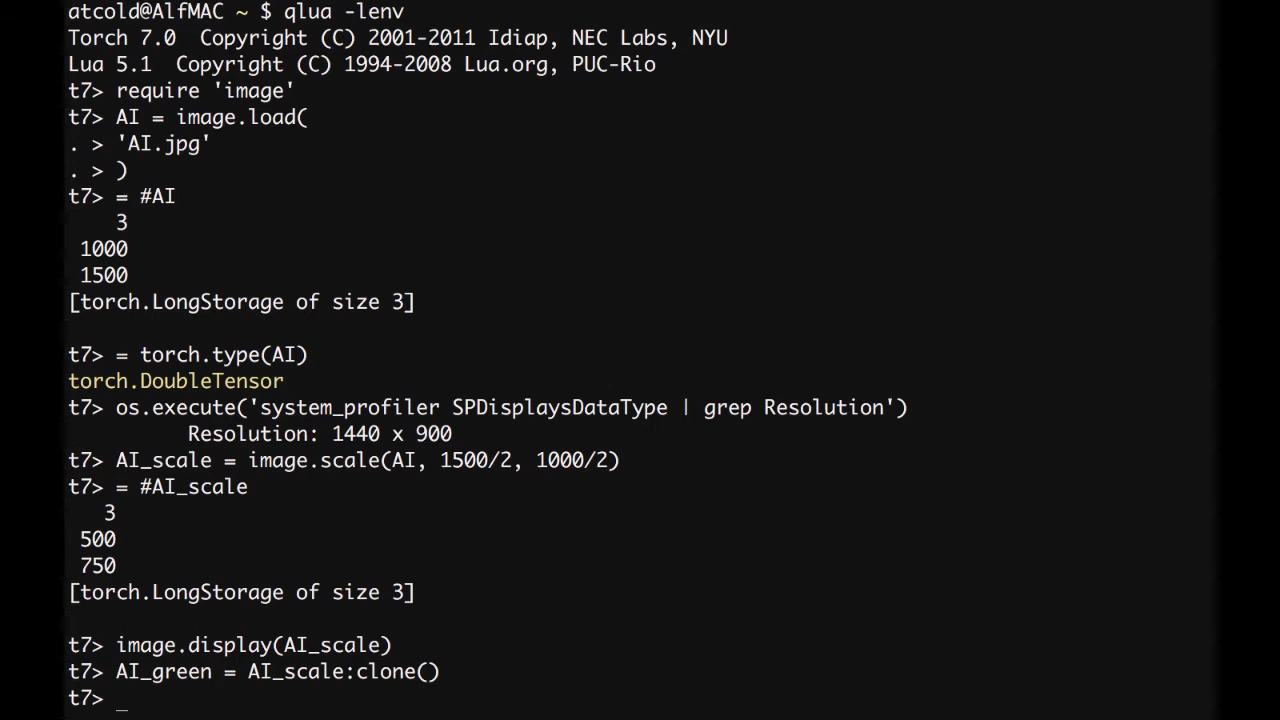 atcold@AlfMAC ~ $ qlua -lenv
Torch 7.0  Copyright (C) 2001-2011 Idiap, NEC Labs, NYU
Lua 5.1  Copyright (C) 1994-2008 Lua.org, PUC-Rio
t7> require 'image'
t7> AI = image.load(
. > 'AI.jpg'
. > )
t7> = #AI
    3
 1000
 1500
[torch.LongStorage of size 3]

t7> = torch.type(AI)
torch.DoubleTensor
t7> os.execute('system_profiler SPDisplaysDataType | grep Resolution')
          Resolution: 1440 x 900
t7> AI_scale = image.scale(AI, 1500/2, 1000/2)
t7> = #AI_scale
   3
 500
 750
[torch.LongStorage of size 3]

t7> image.display(AI_scale)
t7> AI_green = AI_scale:clone()
t7> _